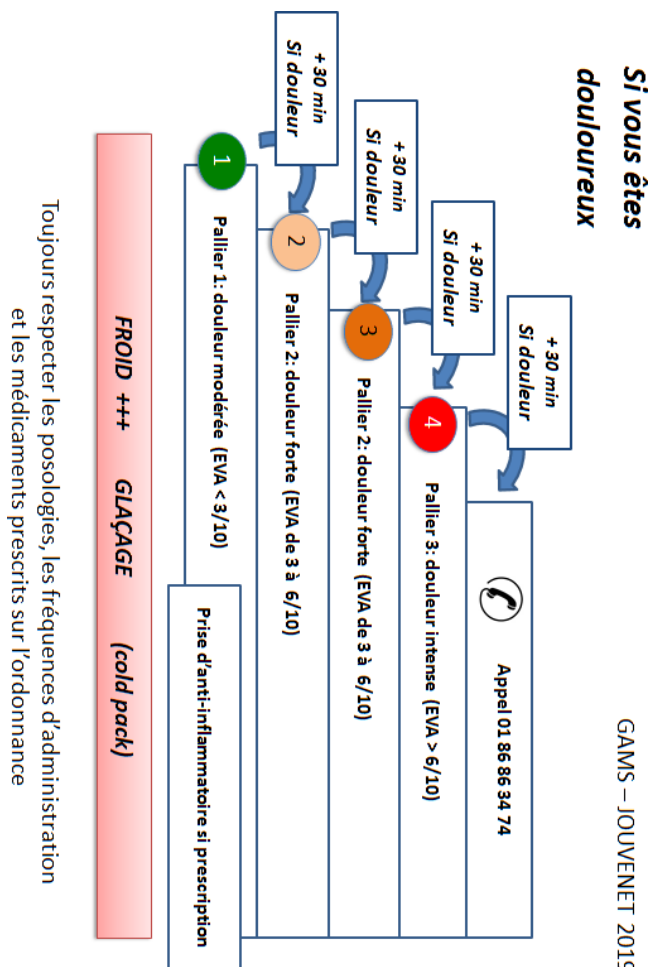 Si vous êtes
douloureux
GAMS – JOUVENET 2019
+ 30 min
Si douleur
Appel 01 86 86 34 74
+ 30 min
Si douleur
4
Pallier 3: douleur intense (EVA > 6/10)
+ 30 min
Si douleur
3
Pallier 2: douleur forte (EVA de 3 à 6/10)
+ 30 min
Si douleur
2
Pallier 2: douleur forte (EVA de 3 à 6/10)
1
Pallier 1: douleur modérée (EVA < 3/10)
Prise d'anti-inflammatoire si prescription
FROID +++ GLAÇAGE (cold pack)
Toujours respecter les posologies, les fréquences d'administration
et les médicaments prescrits sur l'ordonnance